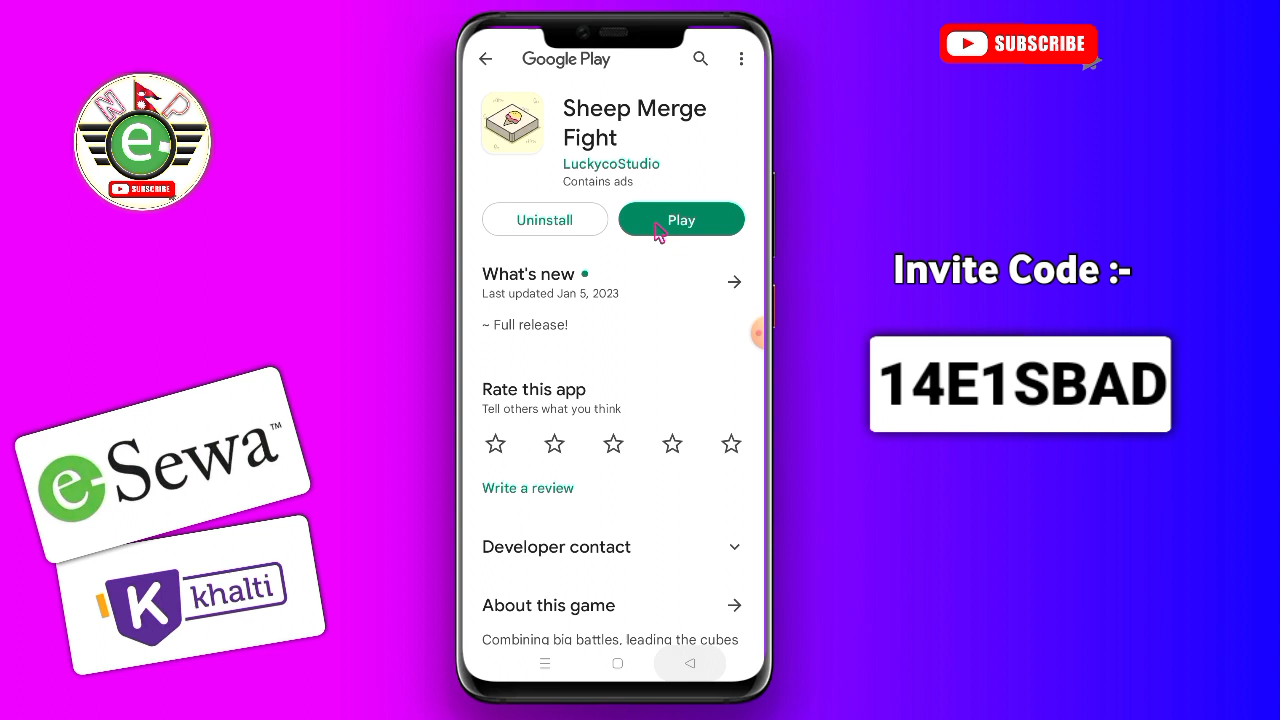 N P
e
SUBSCRIBE
e-Sewa™
K khalti
Google Play
Sheep Merge
Fight
LuckycoStudio
Contains ads
Uninstall
Play
What's new
Last updated Jan 5, 2023
~ Full release!
Rate this app
Tell others what you think
Write a review
Developer contact
About this game
Combining big battles, leading the cubes
SUBSCRIBE
Invite Code :-
14E1SBAD